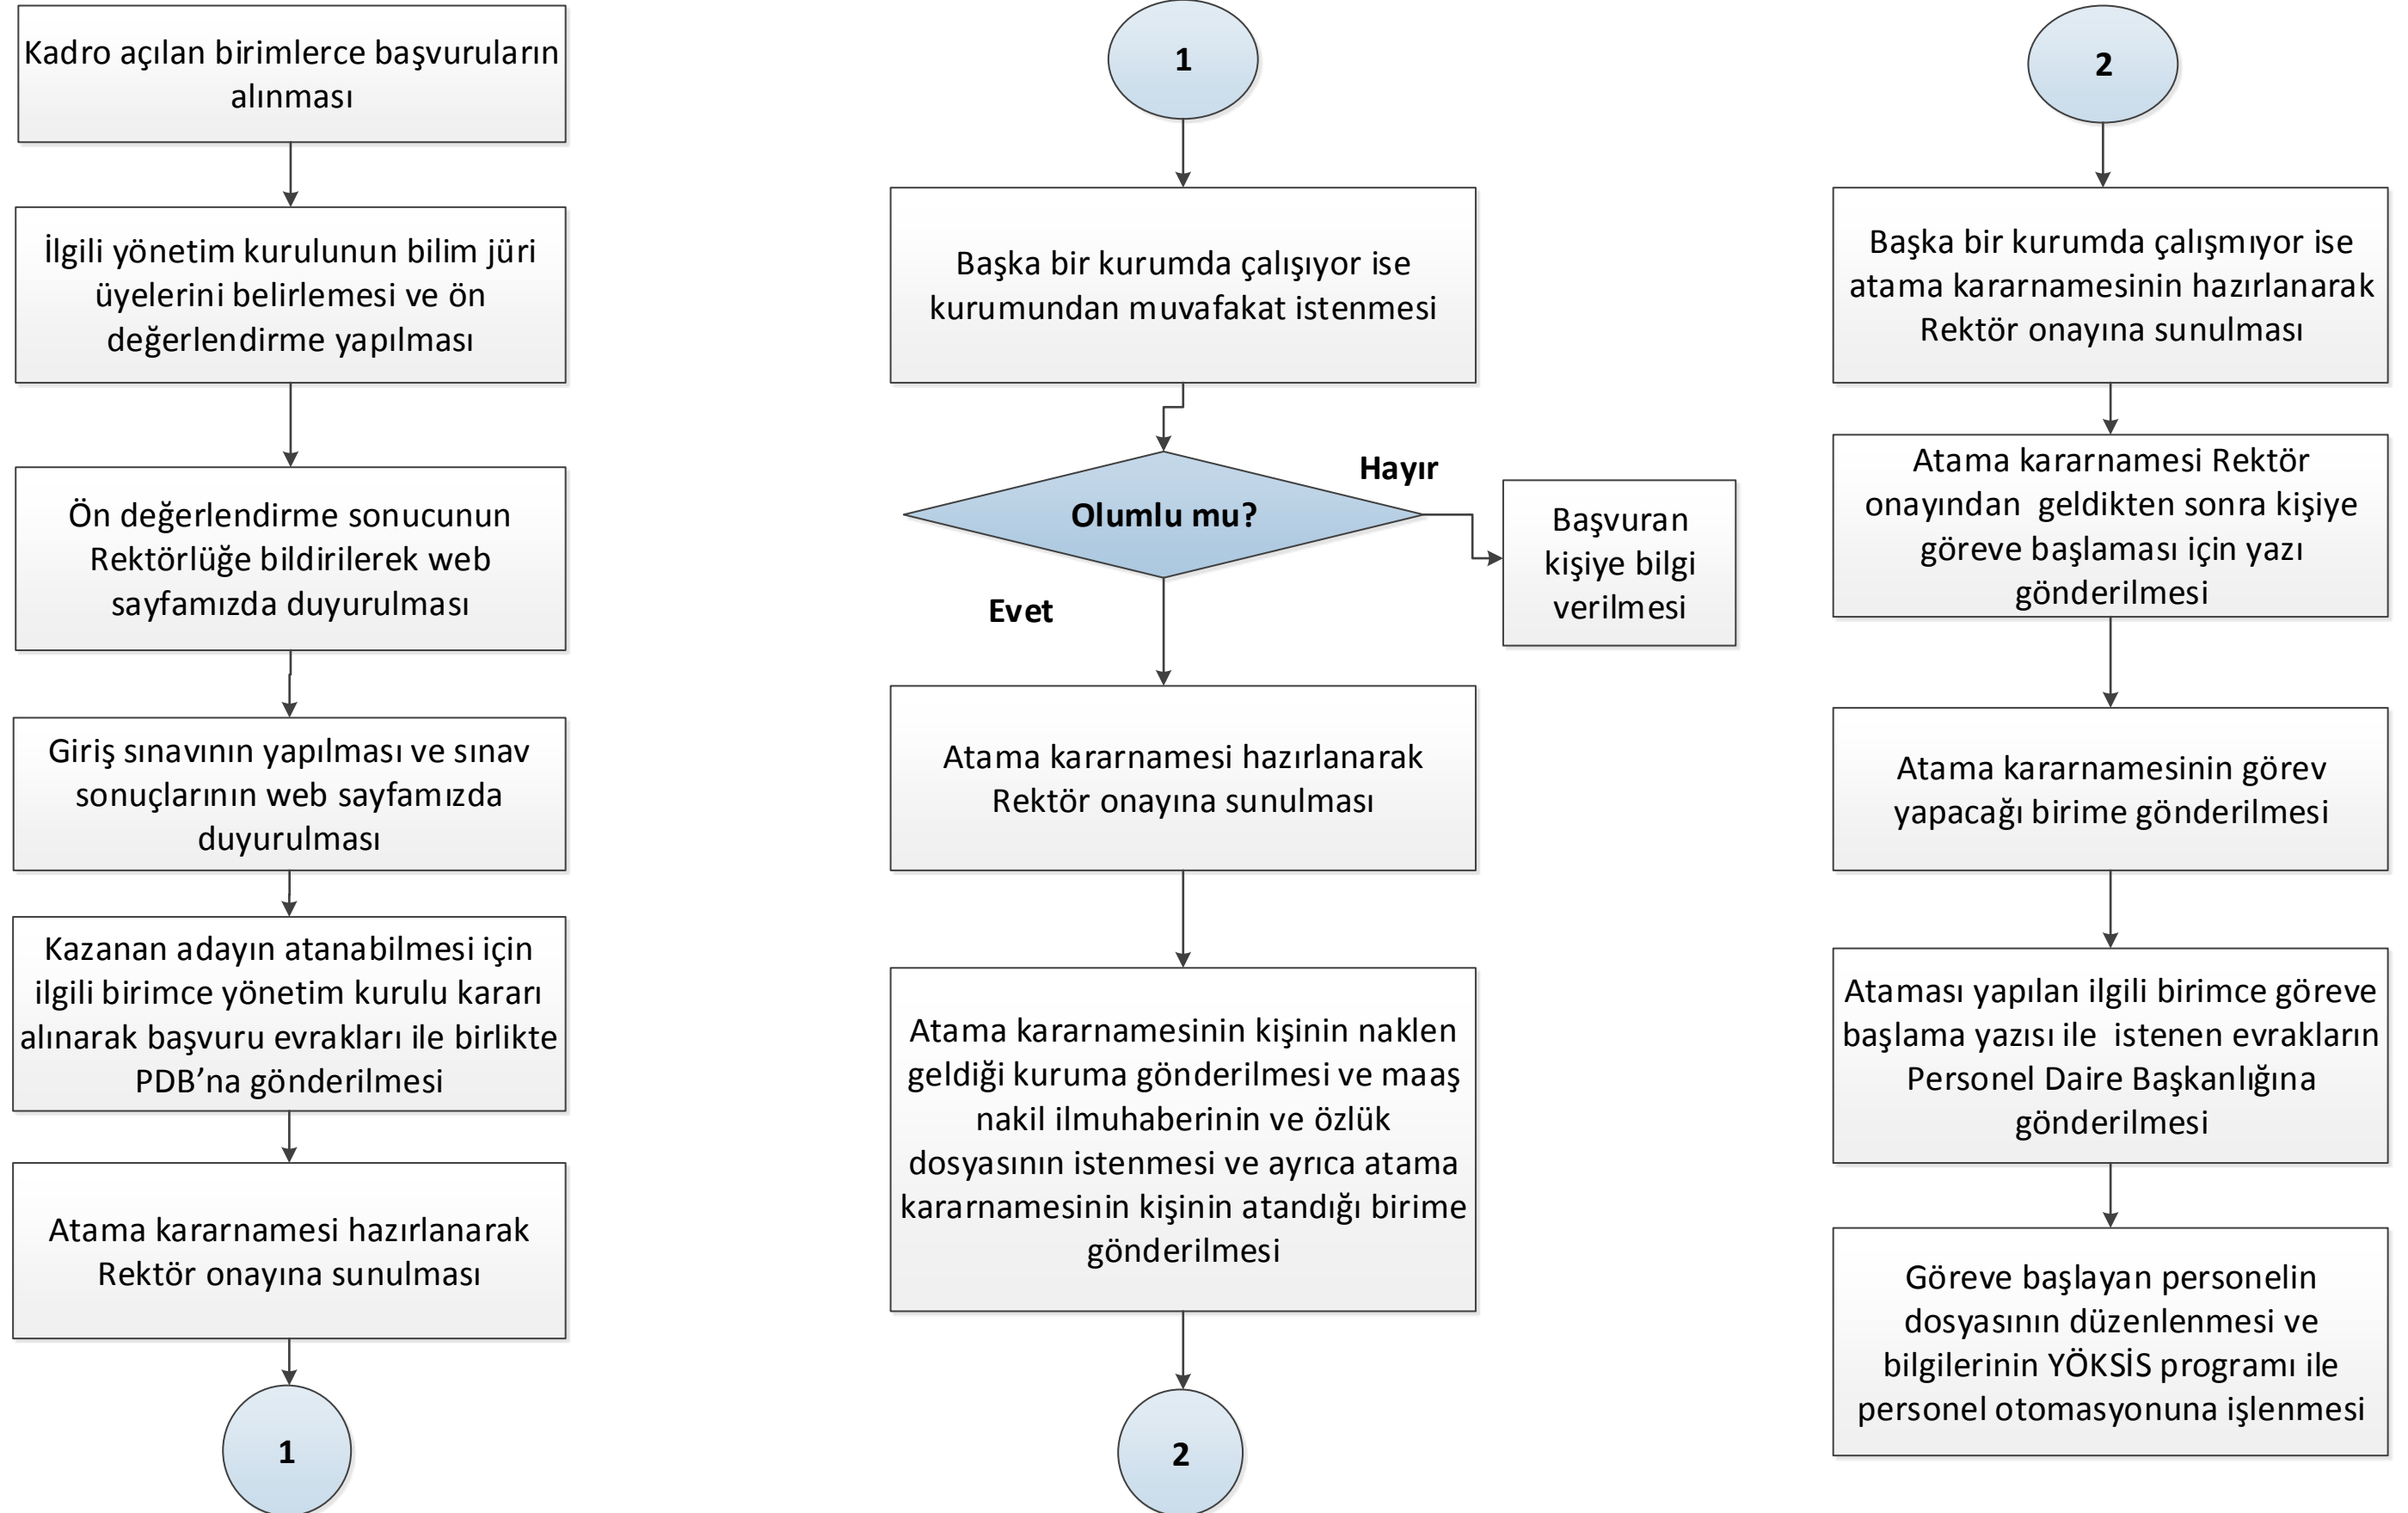 Kadro açılan birimlerce başvuruların
alınması
İlgili yönetim kurulunun bilim jüri
üyelerini belirlemesi ve ön
değerlendirme yapılması
Ön değerlendirme sonucunun
Rektörlüğe bildirilerek web
sayfamızda duyurulması
Giriş sınavının yapılması ve sınav
sonuçlarının web sayfamızda
duyurulması
Kazanan adayın atanabilmesi için
ilgili birimce yönetim kurulu kararı
alınarak başvuru evrakları ile birlikte
PDB’na gönderilmesi
Atama kararnamesi hazırlanarak
Rektör onayına sunulması
1
1
Başka bir kurumda çalışıyor ise
kurumundan muvafakat istenmesi
Olumlu mu?
Hayır
Başvuran
kişiye bilgi
verilmesi
Evet
Atama kararnamesi hazırlanarak
Rektör onayına sunulması
Atama kararnamesinin kişinin naklen
geldiği kuruma gönderilmesi ve maaş
nakil ilmuhaberinin ve özlük
dosyasının istenmesi ve ayrıca atama
kararnamesinin kişinin atandığı birime
gönderilmesi
2
2
Başka bir kurumda çalışmıyor ise
atama kararnamesinin hazırlanarak
Rektör onayına sunulması
Atama kararnamesi Rektör
onayından geldikten sonra kişiye
göreve başlaması için yazı
gönderilmesi
Atama kararnamesinin görev
yapacağı birime gönderilmesi
Ataması yapılan ilgili birimce göreve
başlama yazısı ile istenen evrakların
Personel Daire Başkanlığına
gönderilmesi
Göreve başlayan personelin
dosyasının düzenlenmesi ve
bilgilerinin YÖKSİS programı ile
personel otomasyonuna işlenmesi